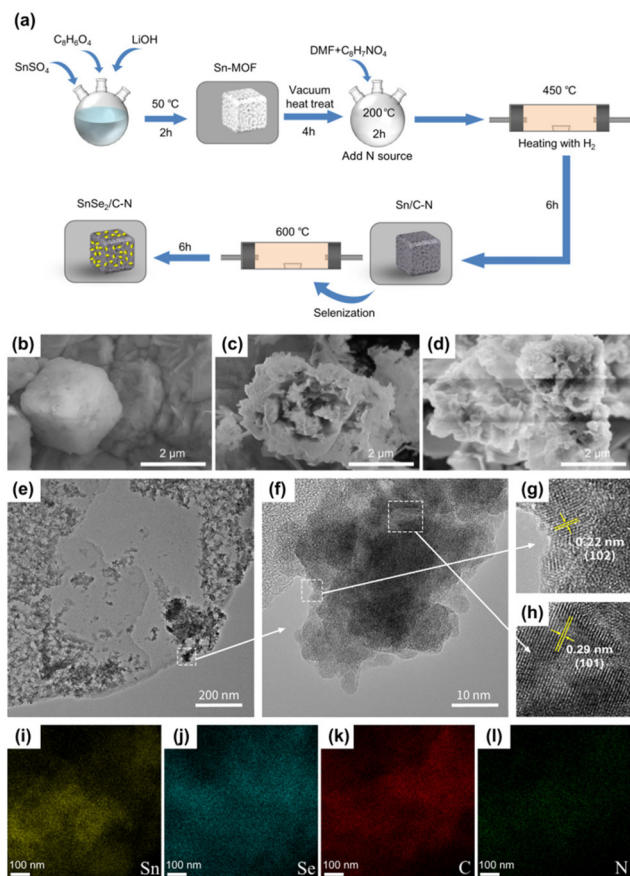 (a)
C₈H₆O₄
LiOH
SnSO₄
50 ℃
2h
Sn-MOF
Vacuum
heat treat
4h
DMF+C₈H₇NO₄
200℃
2h
Add N source
450 ℃
Heating with H₂
6h
SnSe₂/C-N
6h
600 ℃
Sn/C-N
Selenization
(b)
2 μm
(c)
2 μm
(d)
2 μm
(e)
200 nm
(f)
10 nm
(g)
0.22 nm
(102)
(h)
0.29 nm
(101)
(i)
100 nm
Sn
(j)
100 nm
Se
(k)
100 nm
C
(l)
100 nm
N